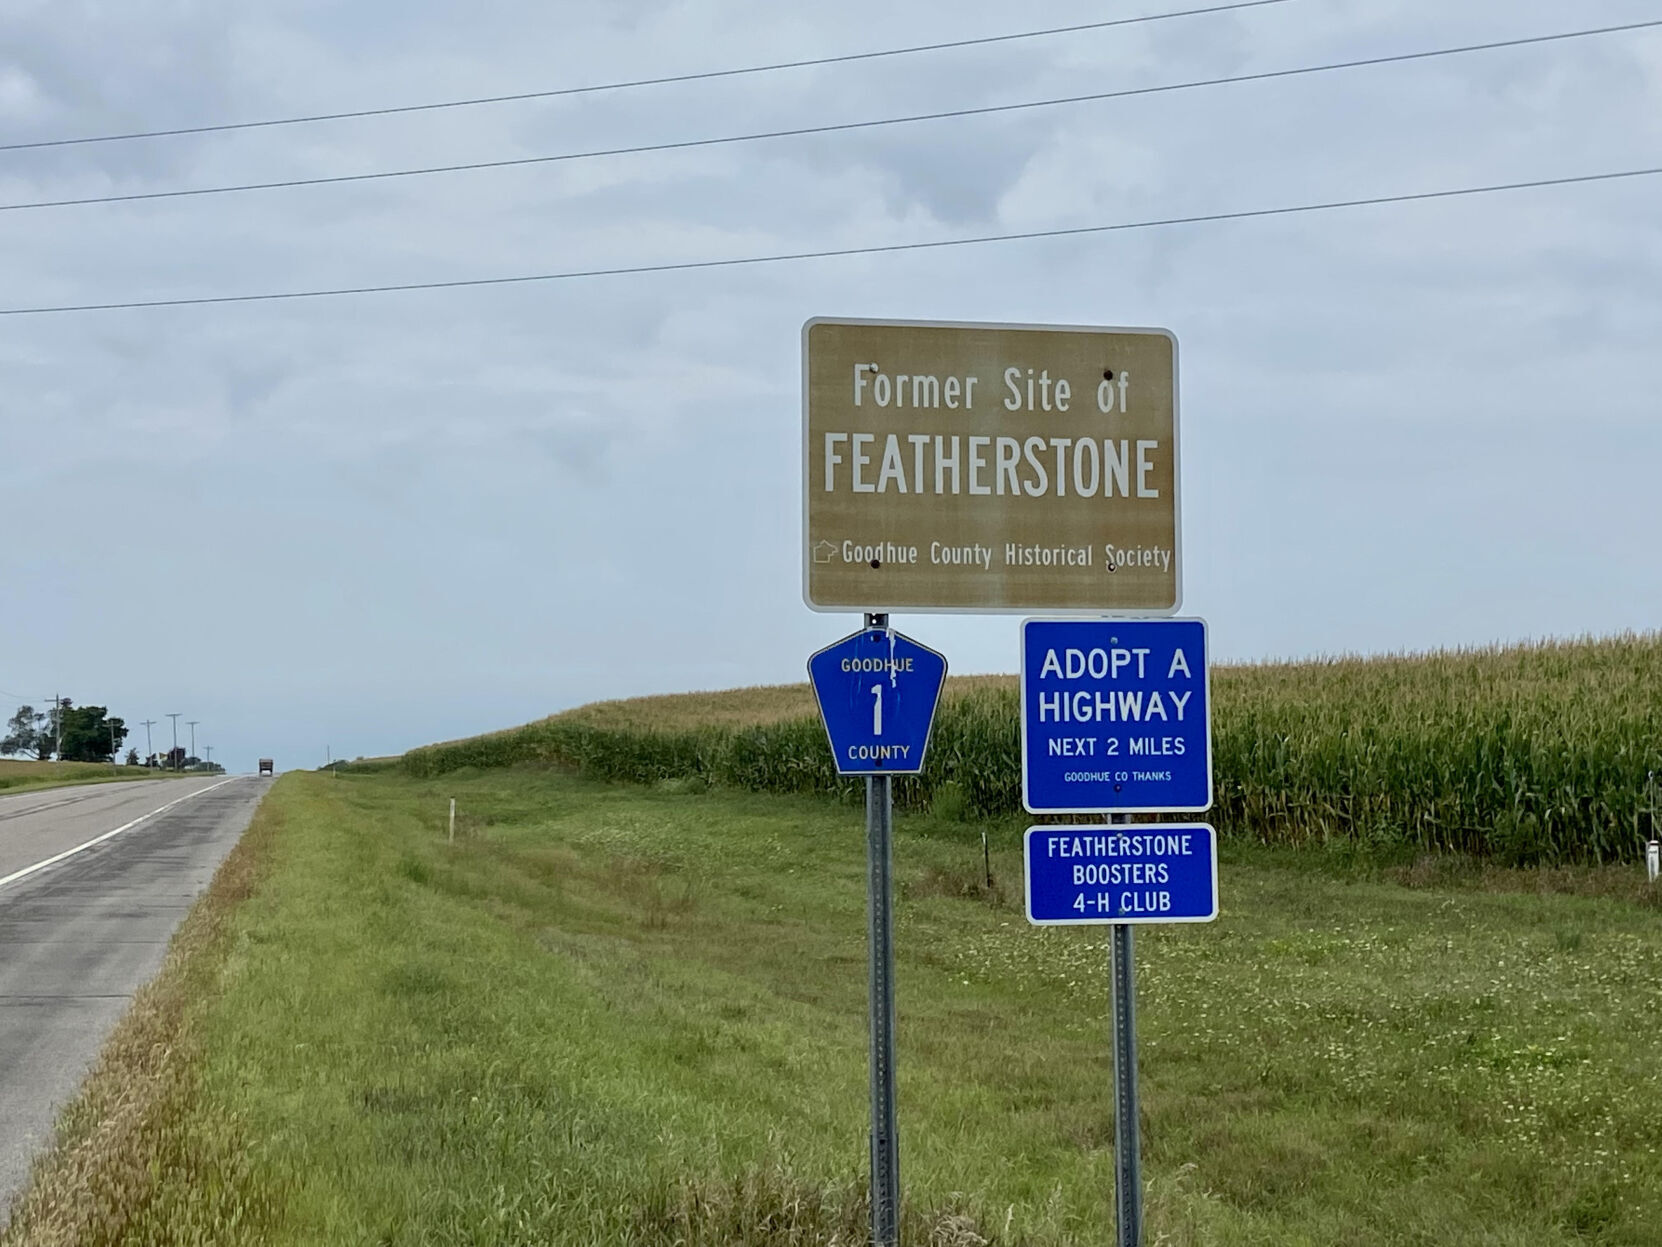 Former Site of
FEATHERSTONE
Goodhue County Historical Society
GOODHUE
1
COUNTY
ADOPT A
HIGHWAY
NEXT 2 MILES
GOODHUE CO THANKS
FEATHERSTONE
BOOSTERS
4-H CLUB